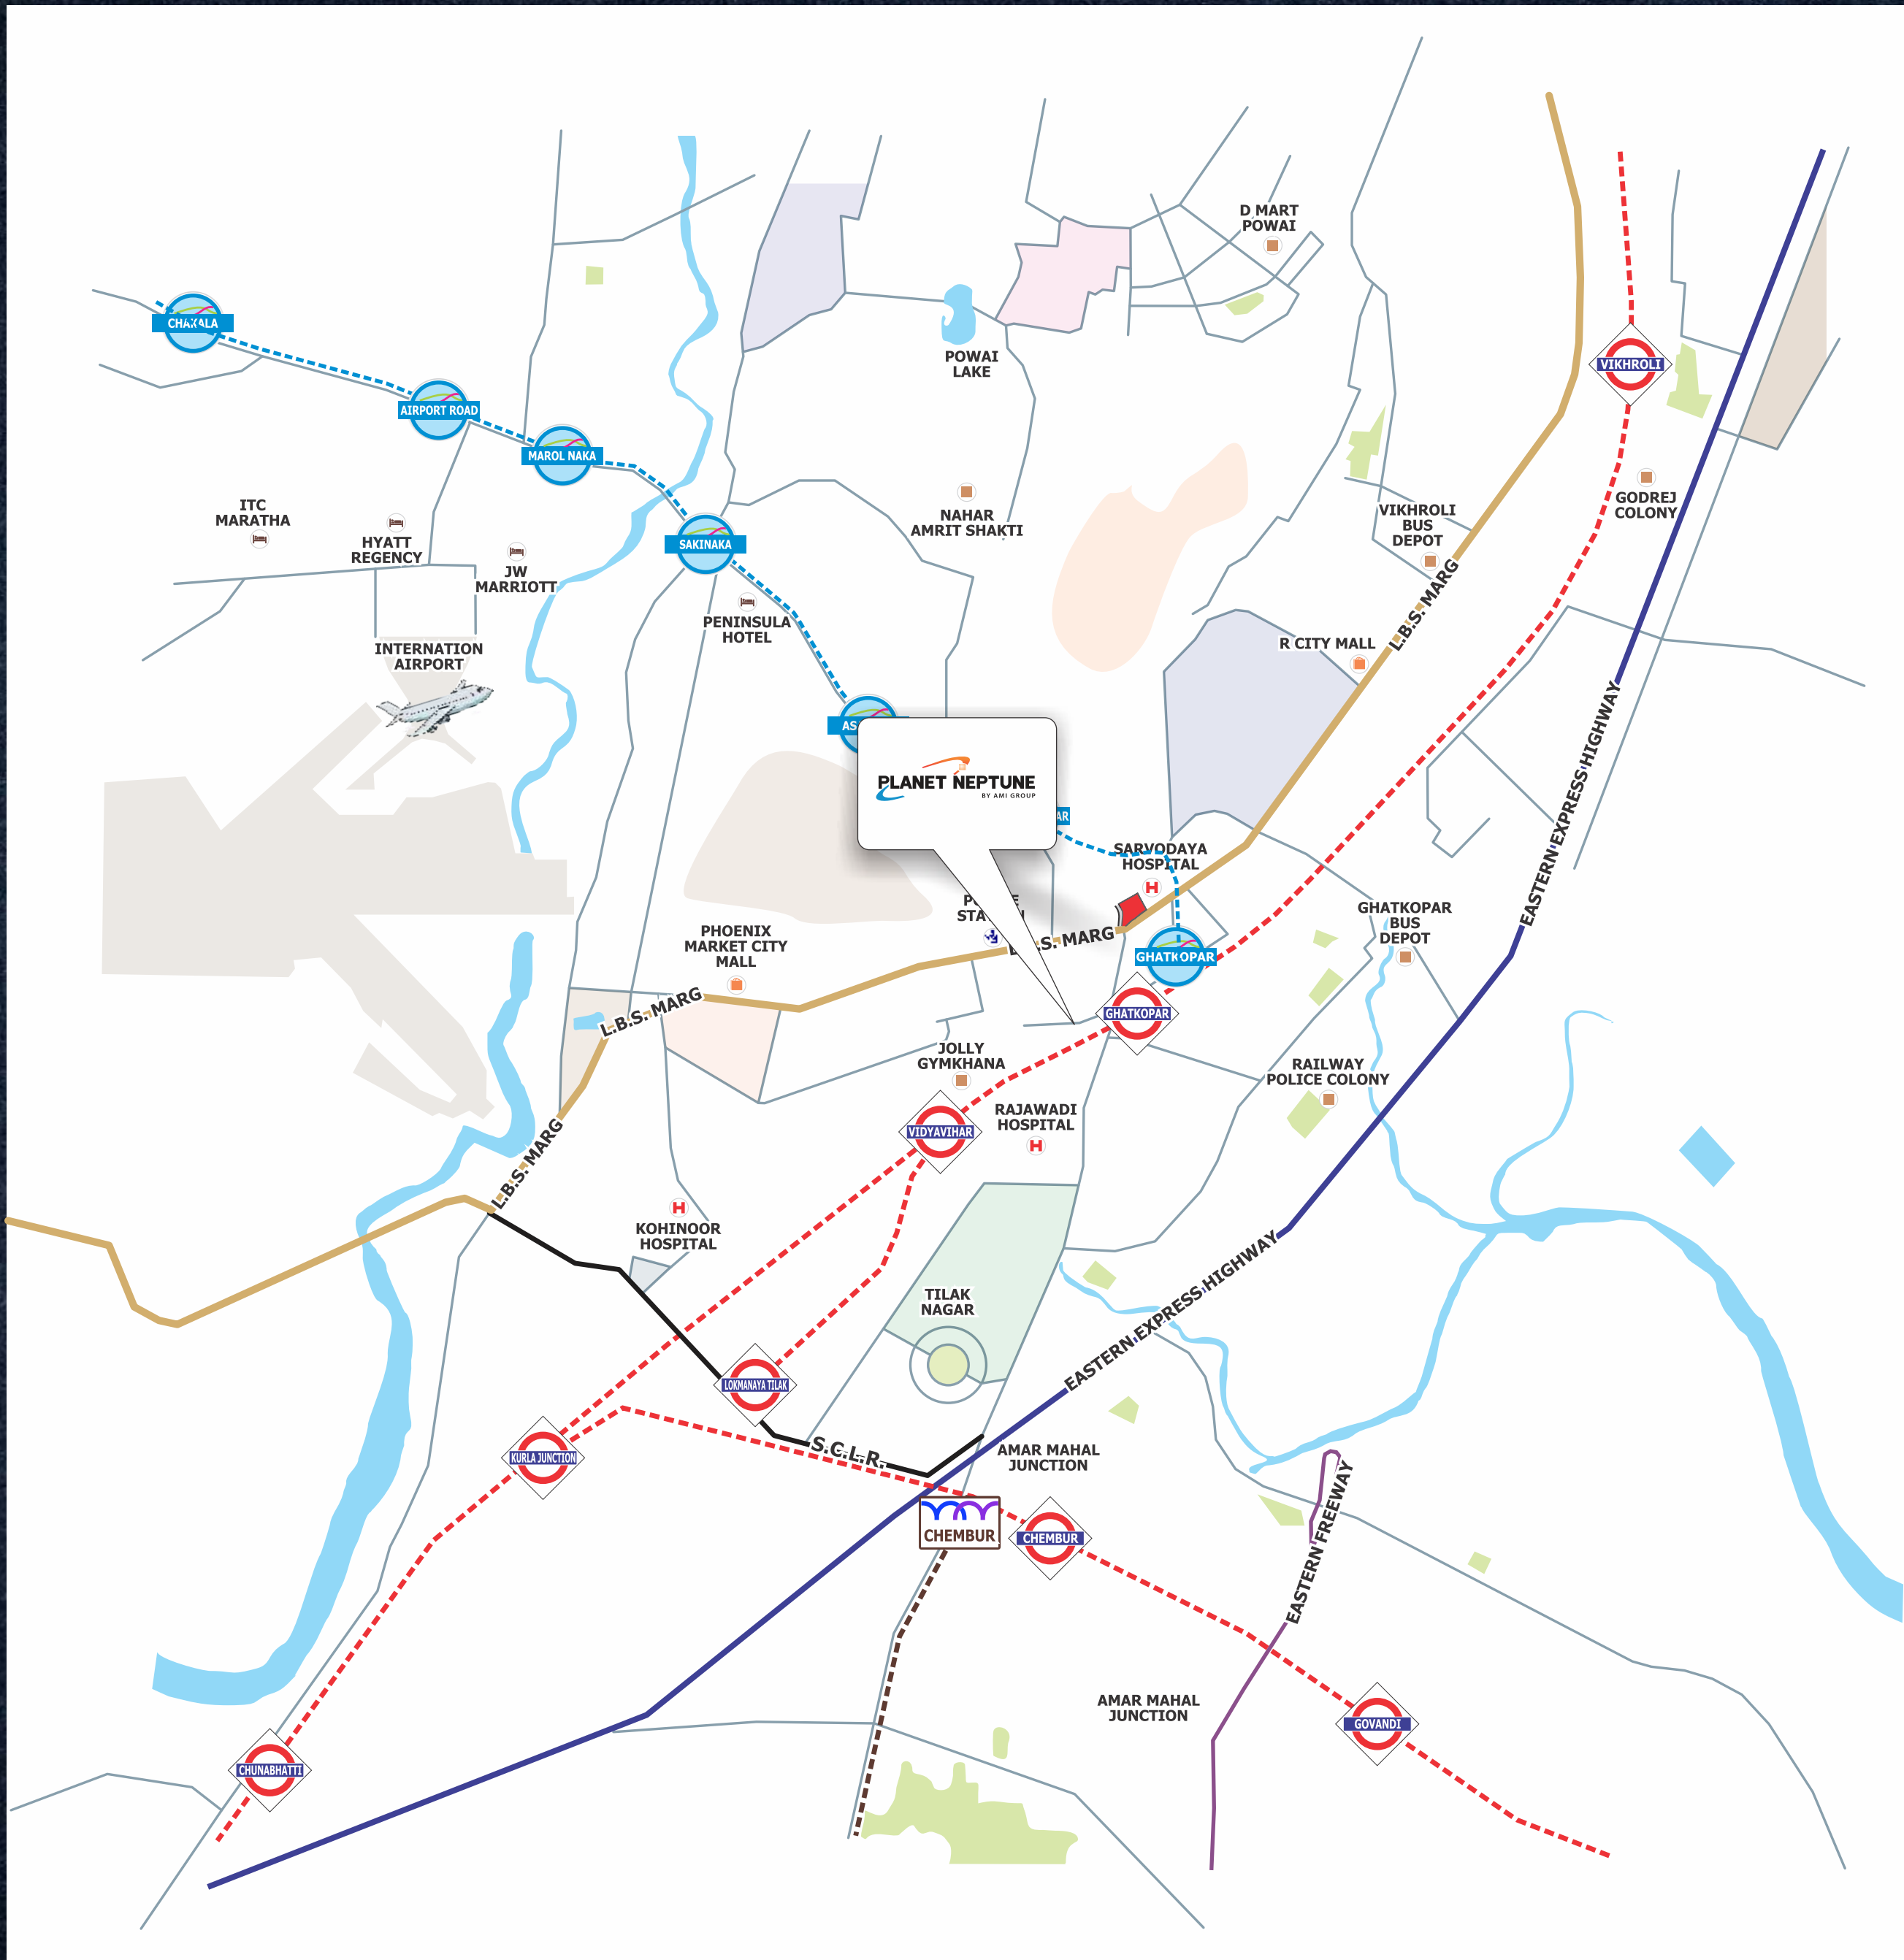 D MART
POWAI
CHAKALA
POWAI
LAKE
VIKHROLI
AIRPORT ROAD
MAROL NAKA
GODREJ
COLONY
ITC
MARATHA
NAHAR
AMRIT SHAKTI
VIKHROLI
BUS
DEPOT
HYATT
REGENCY
SAKINAKA
JW
MARRIOTT
PENINSULA
HOTEL
L.B.S. MARG
R CITY MALL
INTERNATION
AIRPORT
PLANET NEPTUNE
BY AMI GROUP
EASTERN EXPRESS HIGHWAY
SARVODAYA
HOSPITAL
H
GHATKOPAR
BUS
DEPOT
PHOENIX
MARKET CITY
MALL
S. MARG
GHATKOPAR
L.B.S. MARG
GHATKOPAR
JOLLY
GYMKHANA
RAILWAY
POLICE COLONY
RAJAWADI
HOSPITAL
H
VIDYAVIHAR
L.B.S. MARG
H
KOHINOOR
HOSPITAL
TILAK
NAGAR
EASTERN EXPRESS HIGHWAY
LOKMANAYA TILAK
S.C.L.R.
KURLA JUNCTION
AMAR MAHAL
JUNCTION
CHEMBUR
CHEMBUR
EASTERN FREEWAY
AMAR MAHAL
JUNCTION
GOVANDI
CHUNABHATTI